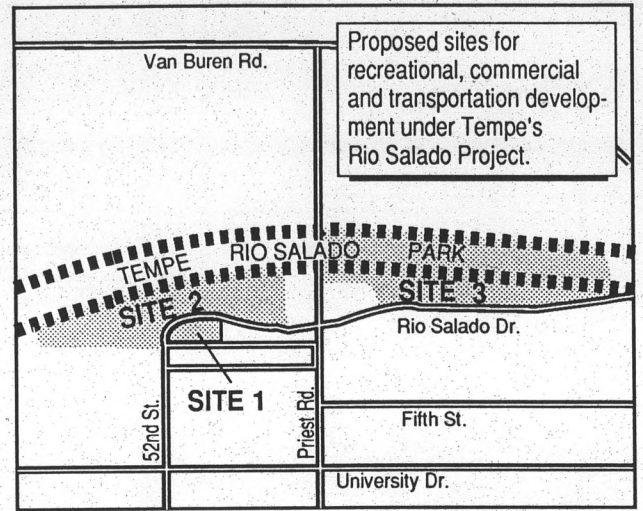 Proposed sites for
recreational, commercial
and transportation develop-
ment under Tempe's
Rio Salado Project.
Van Buren Rd.
TEMPE RIO SALADO PARK
SITE 2
SITE 3
Rio Salado Dr.
SITE 1
52nd St.
Priest Rd.
Fifth St.
University Dr.